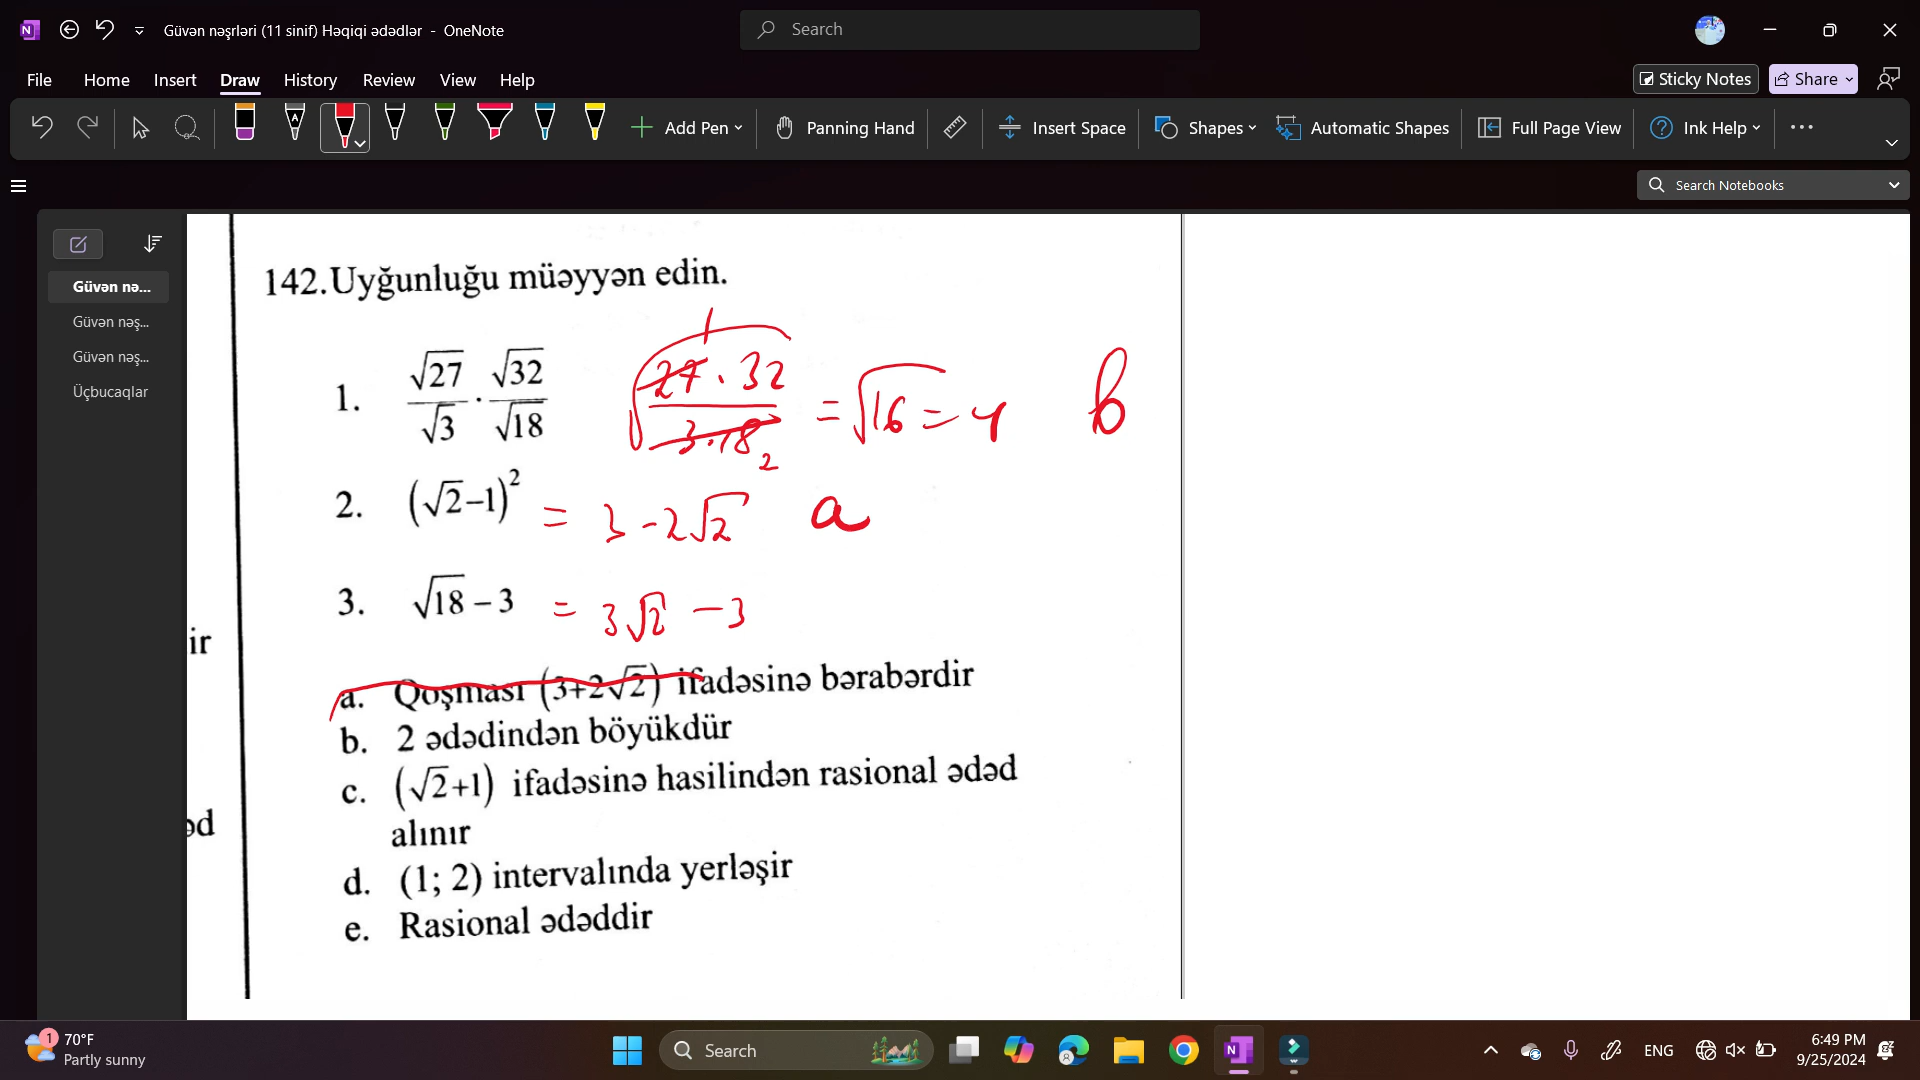 Güvən nəşrləri (11 sinif) Həqiqi ədədlər - OneNote
Search
File Home Insert Draw History Review View Help
Sticky Notes Share
Add Pen Panning Hand Insert Space Shapes Automatic Shapes Full Page View Ink Help
Search Notebooks
Güvən nə...
Güvən nəş...
Güvən nəş...
Üçbucaqlar
ir
əd
142. Uyğunluğu müəyyən edin.
1. √27/√3 · √32/√18 √(27 · 32 / 3 · 18) 1 2 = √16 = 4 b
2. (√2–1)² = 3 - 2√2 a
3. √18 – 3 = 3√2 – 3
a. Qoşması (3+2√2) ifadəsinə bərabərdir
b. 2 ədədindən böyükdür
c. (√2+1) ifadəsinə hasilindən rasional ədəd
alınır
d. (1; 2) intervalında yerləşir
e. Rasional ədəddir
1
70°F
Partly sunny
Search
ENG
6:49 PM
9/25/2024